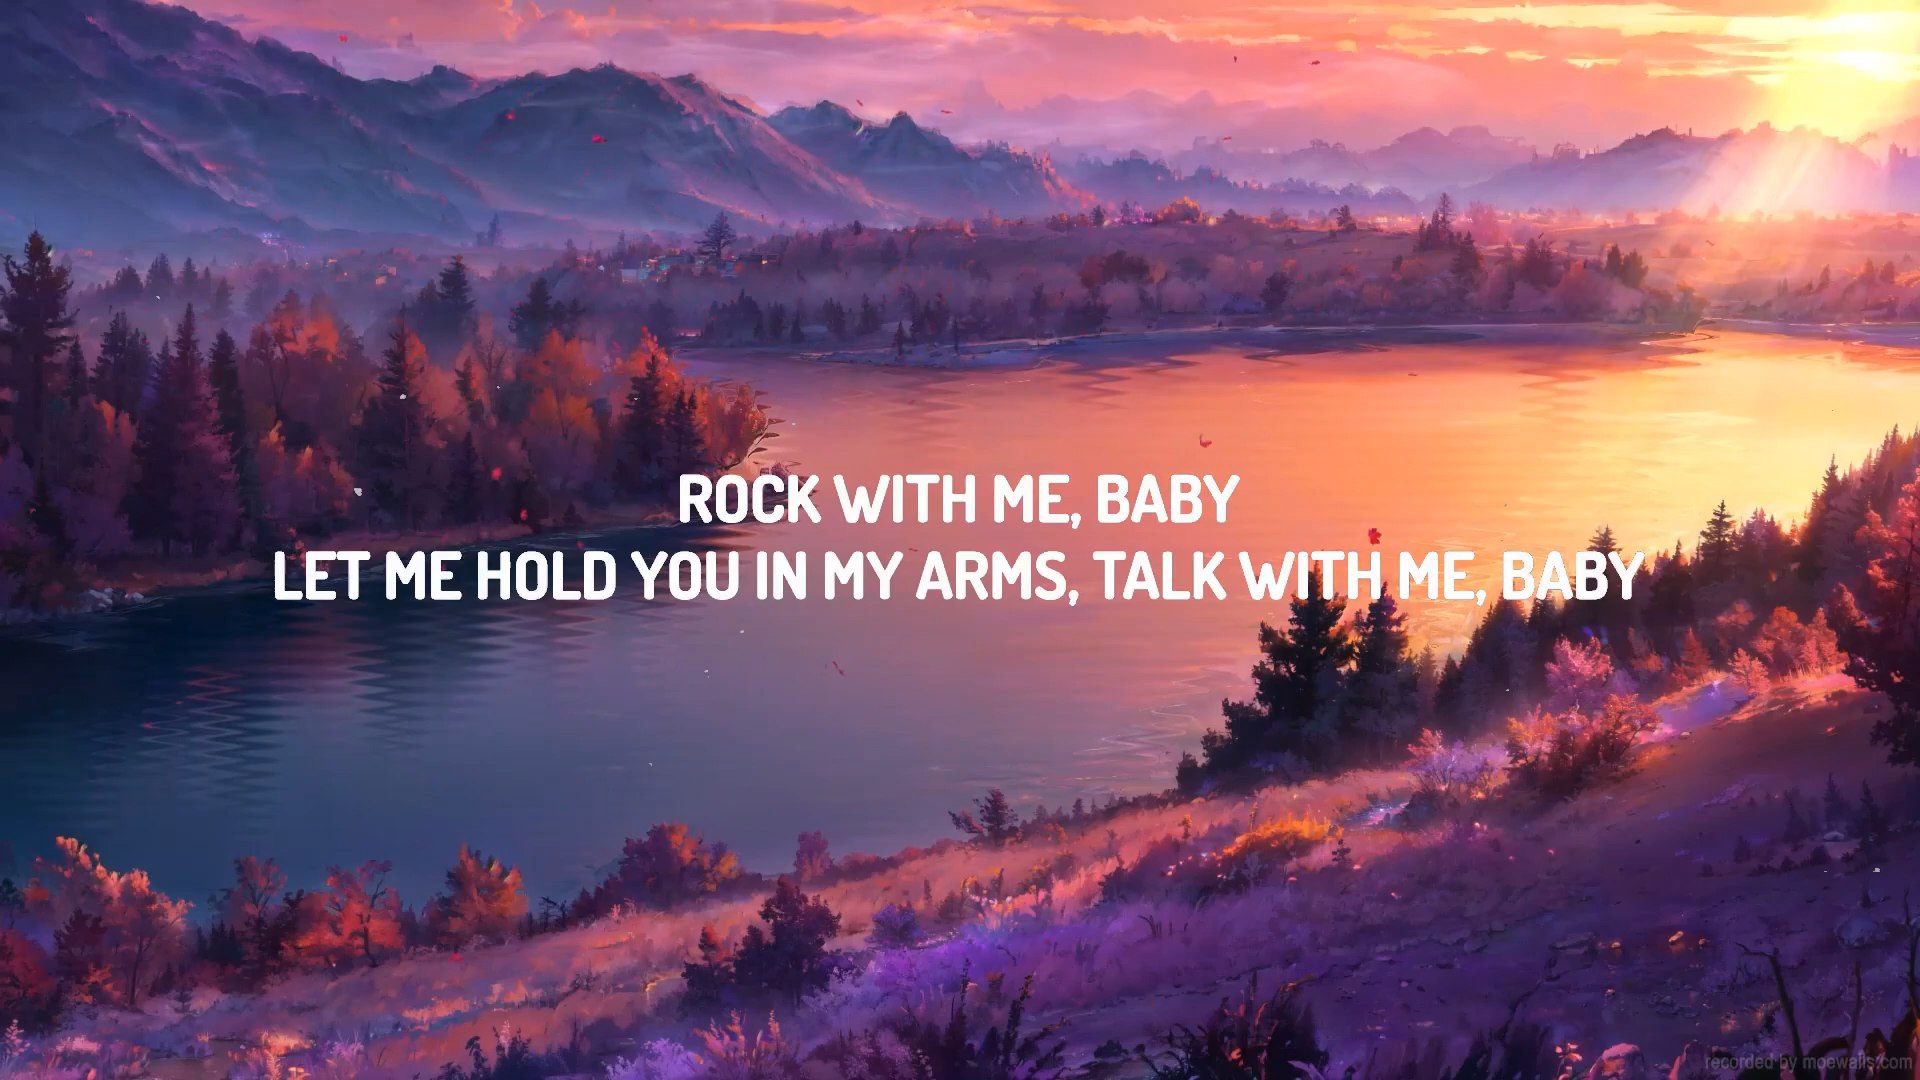 ROCK WITH ME, BABY
LET ME HOLD YOU IN MY ARMS, TALK WITH ME, BABY
recorded by moewalls.com